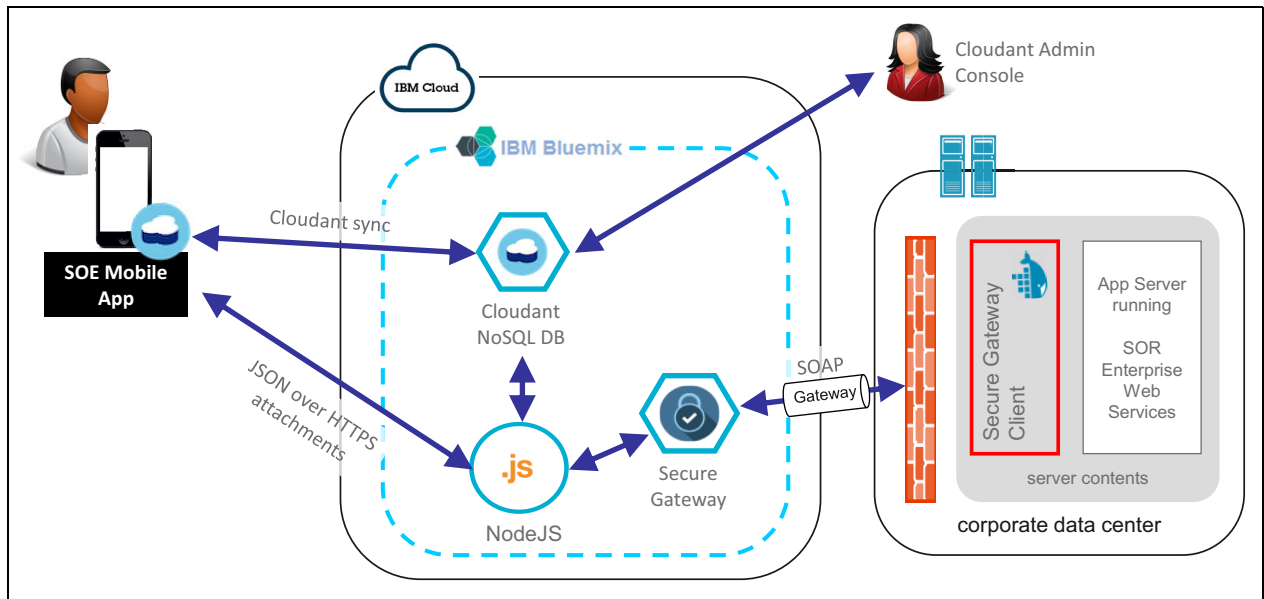 IBM Cloud
Cloudant Admin
Console
IBM Bluemix
Cloudant sync
SOE Mobile
App
Cloudant
NoSQL DB
JSON over HTTPS
attachments
.js
NodeJS
Secure
Gateway
SOAP
Gateway
Secure Gateway
Client
App Server
running
SOR
Enterprise
Web
Services
server contents
corporate data center